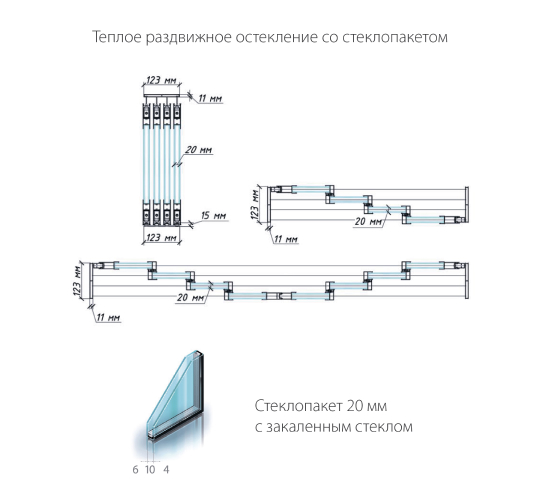 Теплое раздвижное остекление со стеклопакетом
123 мм
11 мм
20 мм
15 мм
123 мм
123 мм
20 мм
11 мм
123 мм
20 мм
11 мм
Стеклопакет 20 мм
с закаленным стеклом
6 10 4